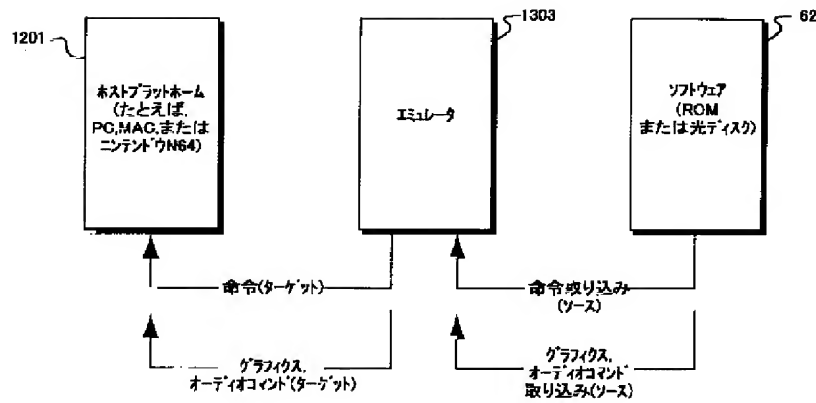 1201
1303
62
ホストプラットホーム
(たとえば,
PC,MAC,または
ニンテンドウN64)
エミュレータ
ソフトウェア
(ROM
または光ディスク)
命令(ターゲット)
命令取り込み
(ソース)
グラフィクス,
オーディオコマンド(ターゲット)
グラフィクス,
オーディオコマンド
取り込み(ソース)